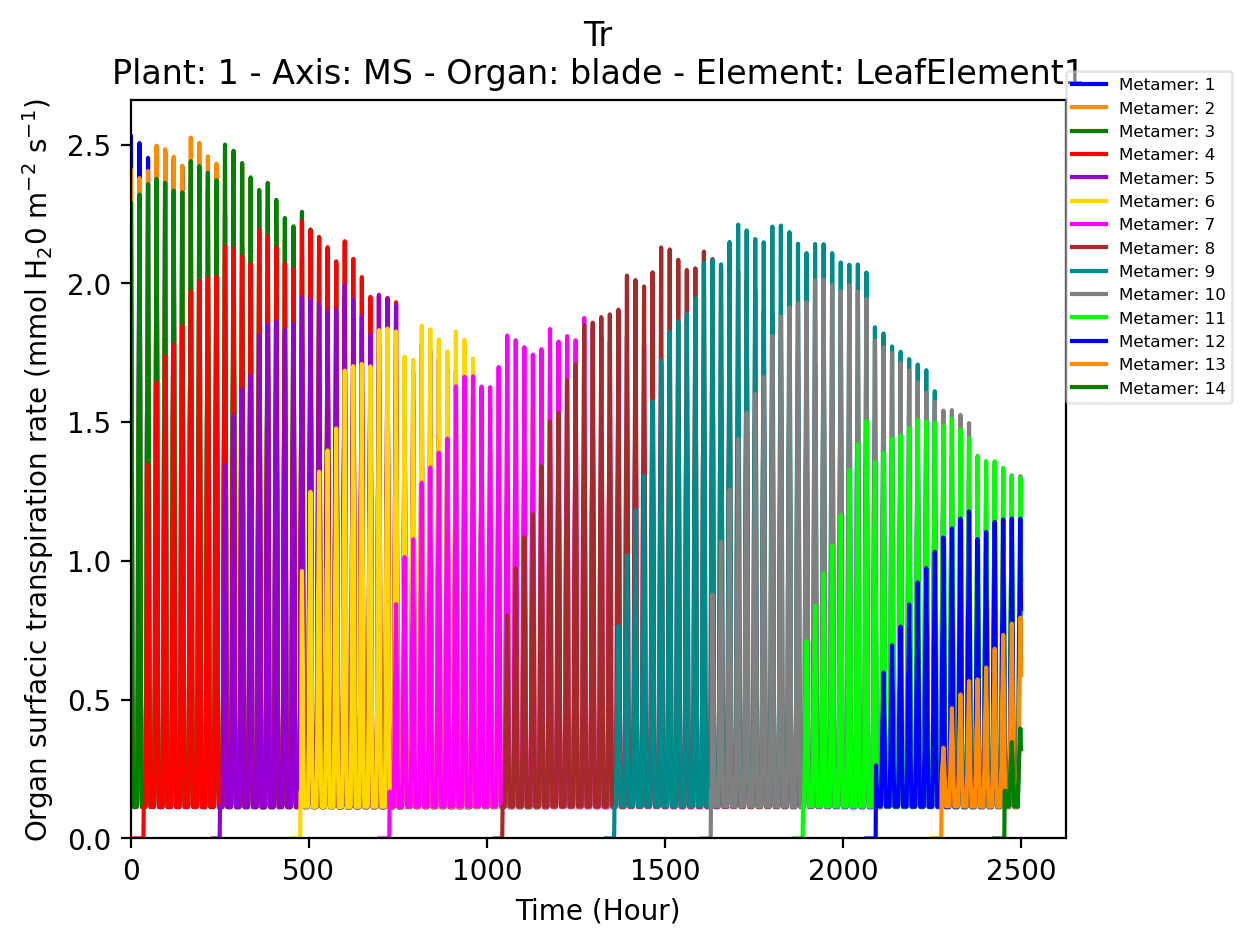 Tr
Plant: 1 - Axis: MS - Organ: blade - Element: LeafElement1
Organ surfacic transpiration rate (mmol H₂0 m⁻² s⁻¹)
2.5
2.0
1.5
1.0
0.5
0.0
0
500
1000
1500
2000
2500
Time (Hour)
Metamer: 1
Metamer: 2
Metamer: 3
Metamer: 4
Metamer: 5
Metamer: 6
Metamer: 7
Metamer: 8
Metamer: 9
Metamer: 10
Metamer: 11
Metamer: 12
Metamer: 13
Metamer: 14